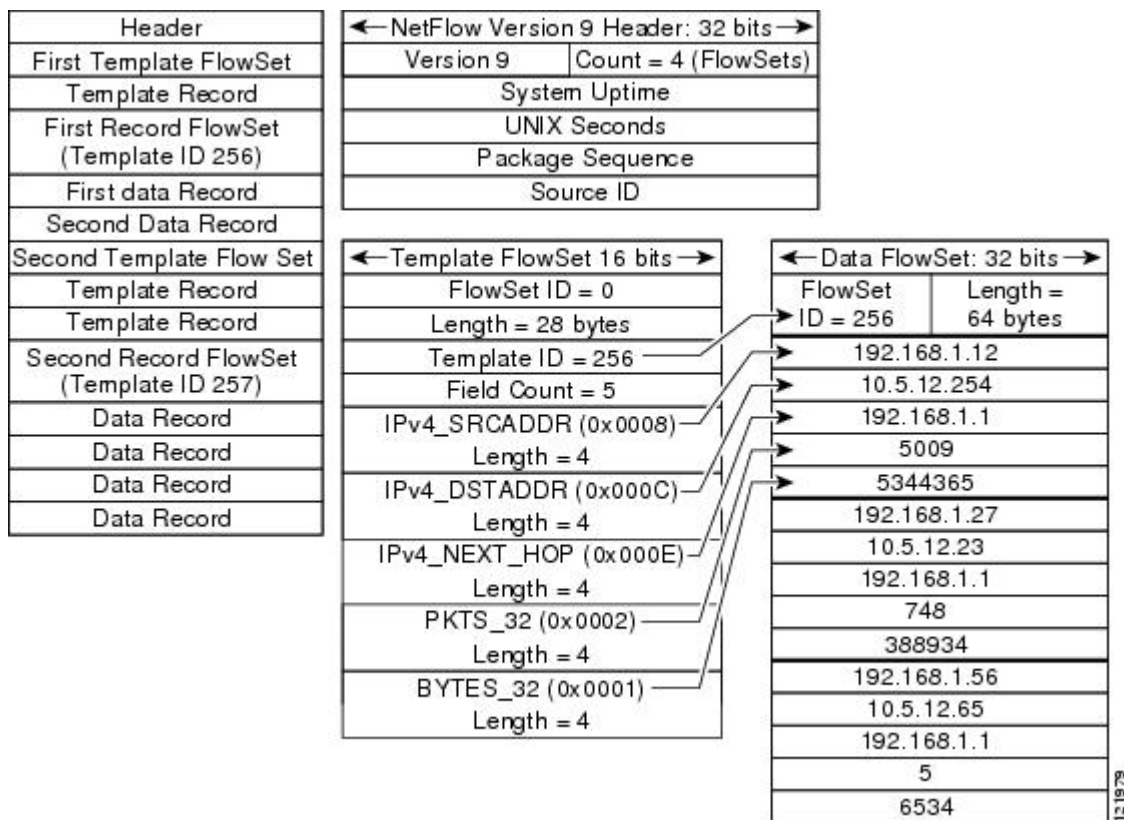 Header
First Template FlowSet
Template Record
First Record FlowSet
(Template ID 256)
First data Record
Second Data Record
Second Template Flow Set
Template Record
Template Record
Second Record FlowSet
(Template ID 257)
Data Record
Data Record
Data Record
Data Record
NetFlow Version 9 Header: 32 bits
Version 9 Count = 4 (FlowSets)
System Uptime
UNIX Seconds
Package Sequence
Source ID
Template FlowSet 16 bits
FlowSet ID = 0
Length = 28 bytes
Template ID = 256
Field Count = 5
IPv4_SRCADDR (0x0008)
Length = 4
IPv4_DSTADDR (0x000C)
Length = 4
IPv4_NEXT_HOP (0x000E)
Length = 4
PKTS_32 (0x0002)
Length = 4
BYTES_32 (0x0001)
Length = 4
Data FlowSet: 32 bits
FlowSet
ID = 256
Length =
64 bytes
192.168.1.12
10.5.12.254
192.168.1.1
5009
5344365
192.168.1.27
10.5.12.23
192.168.1.1
748
388934
192.168.1.56
10.5.12.65
192.168.1.1
5
6534
121979